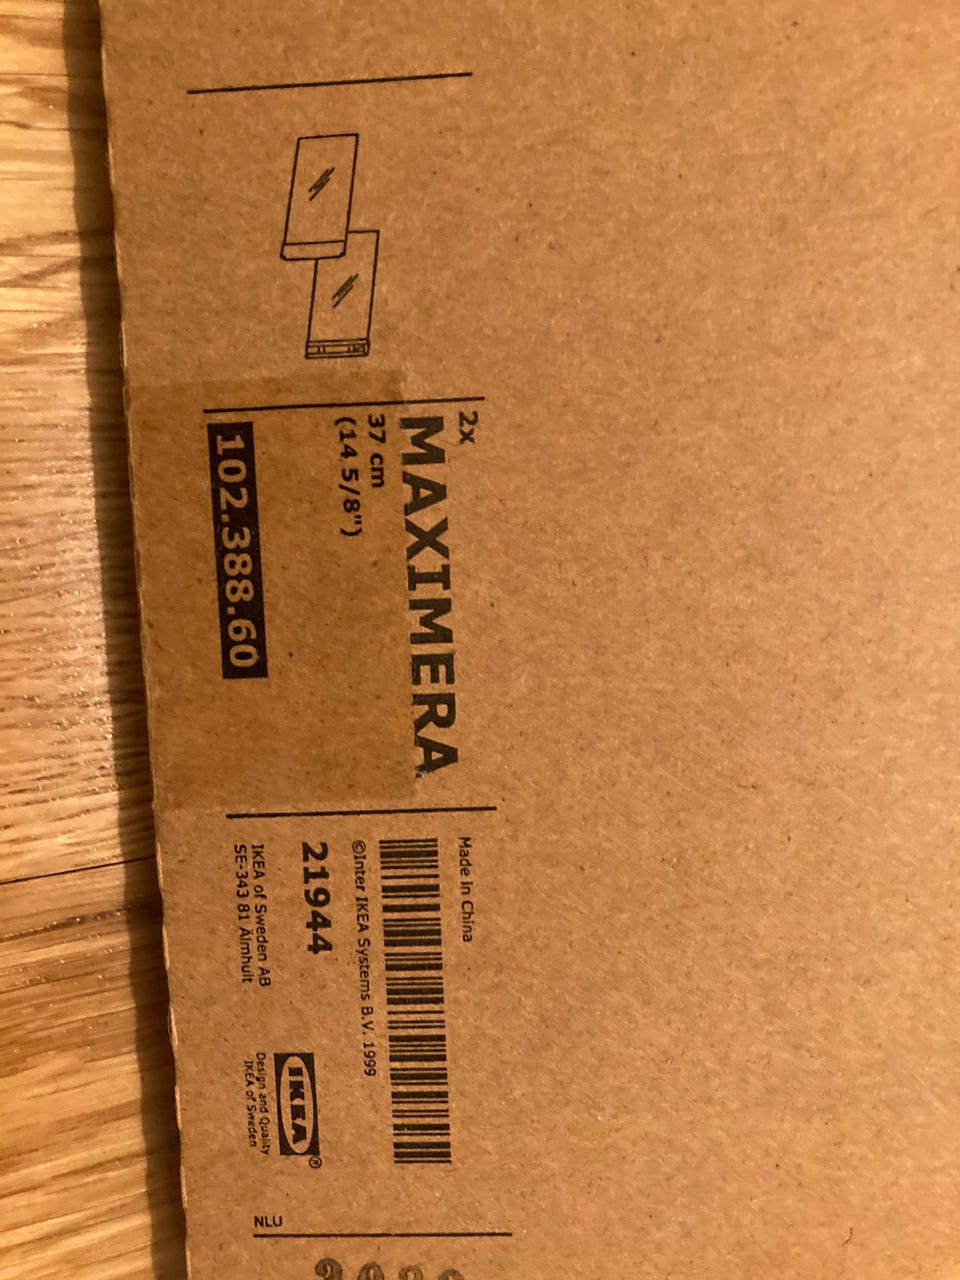 2x
MAXIMERA
37 cm
(14 5/8")
102.388.60
Made in China
©Inter IKEA Systems B.V. 1999
21944
IKEA of Sweden AB
SE-343 81 Älmhult
IKEA®
Design and Quality
IKEA of Sweden
NLU